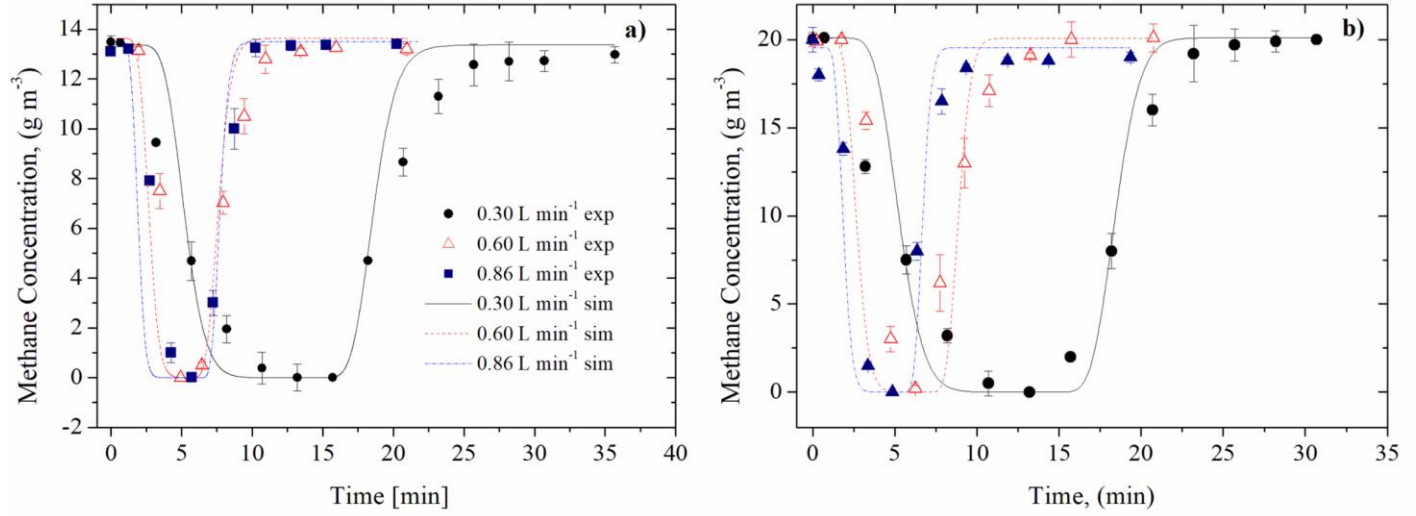 a)
Methane Concentration, (g m⁻³)
14
12
10
8
6
4
2
0
-2
0 5 10 15 20 25 30 35 40
Time [min]
0.30 L min⁻¹ exp
0.60 L min⁻¹ exp
0.86 L min⁻¹ exp
0.30 L min⁻¹ sim
0.60 L min⁻¹ sim
0.86 L min⁻¹ sim
b)
Methane Concentration, (g m⁻³)
20
15
10
5
0
0 5 10 15 20 25 30 35
Time, (min)